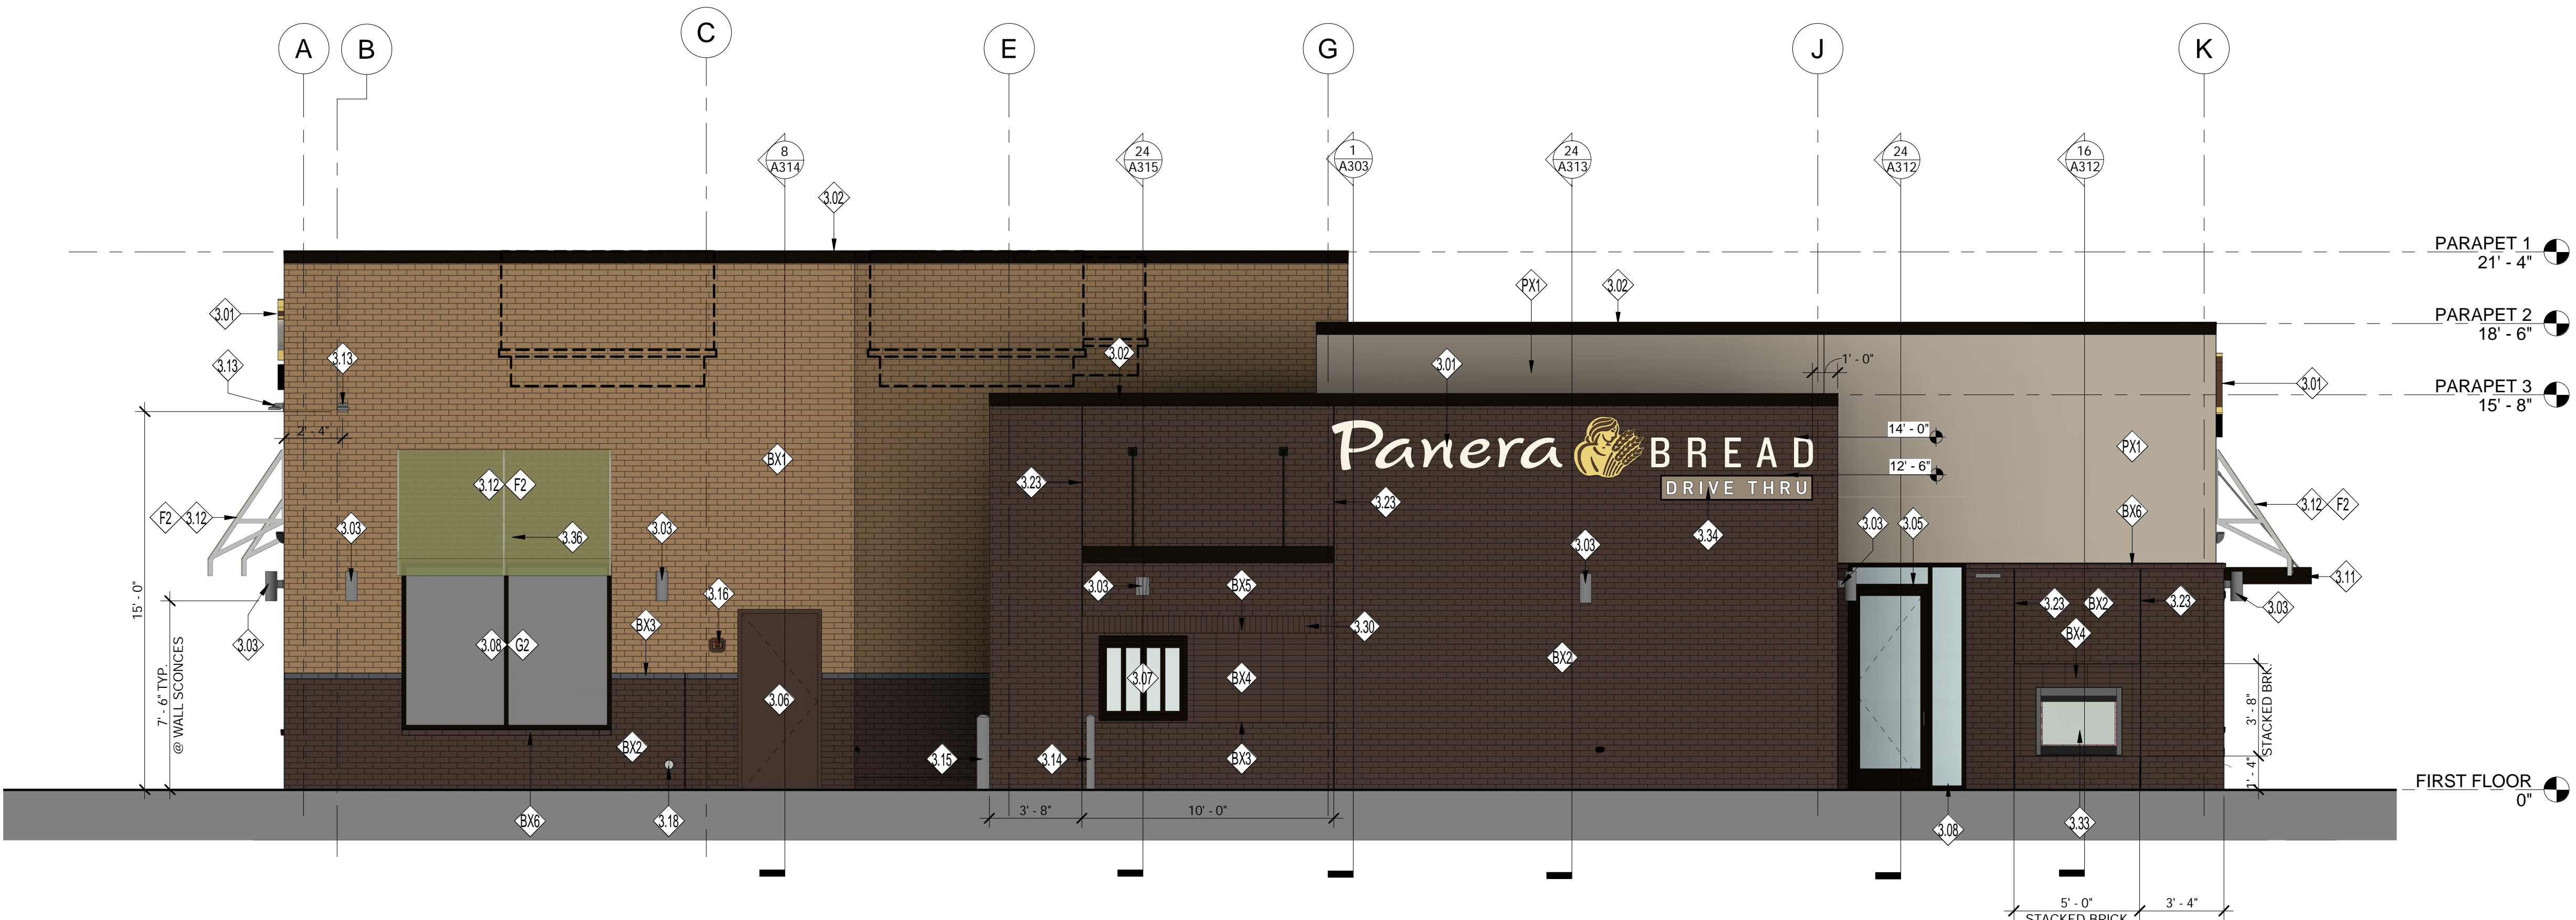 A
B
C
E
G
J
K
8
A314
24
A315
1
A303
24
A313
24
A312
16
A312
3.02
PARAPET 1
21' - 4"
3.01
PX1
3.02
PARAPET 2
18' - 6"
3.13
3.13
3.02
3.01
1' - 0"
3.01
PARAPET 3
15' - 8"
2' - 4"
Panera BREAD
DRIVE THRU
14' - 0"
12' - 6"
BX1
PX1
3.12 F2
3.23
3.23
F2 3.12
3.03
3.36
3.03
3.34
3.03
3.03
3.05
BX6
3.12 F2
3.16
3.03
BX5
3.11
15' - 0"
7' - 6" TYP.
@ WALL SCONCES
3.03
BX3
3.30
3.23
BX2
3.23
3.03
BX4
3.08 G2
BX2
3.06
3.07
BX4
BX2
3' - 8"
STACKED BRK.
3.15
3.14
BX3
1' - 4"
FIRST FLOOR
0"
BX6
3.18
3' - 8"
10' - 0"
3.08
3.33
5' - 0"
STACKED BRICK
3' - 4"